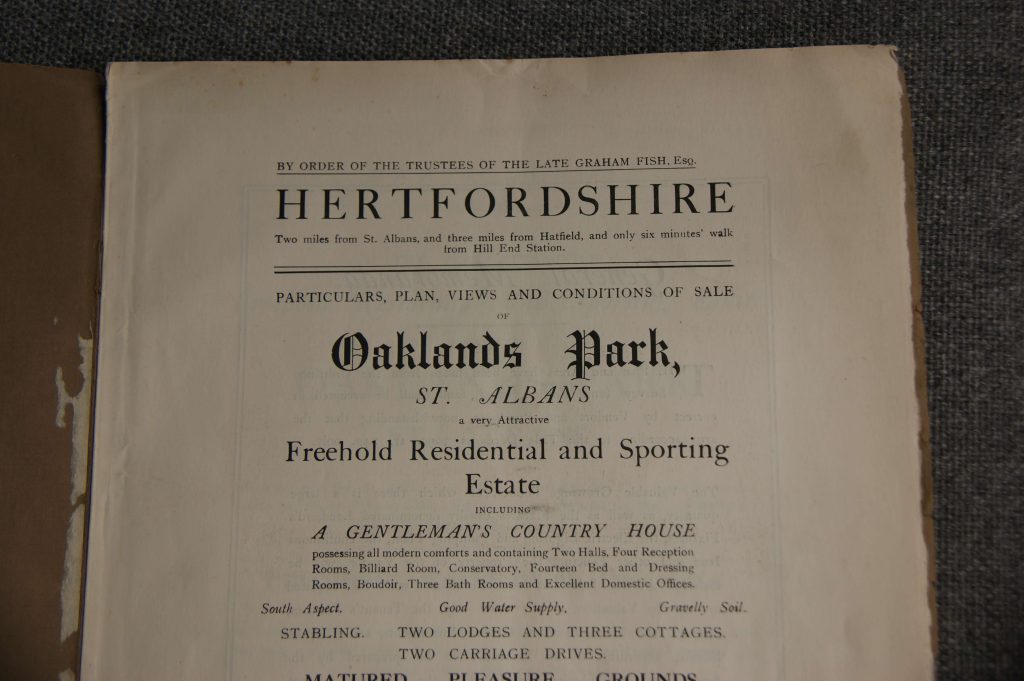 BY ORDER OF THE TRUSTEES OF THE LATE GRAHAM FISH, Esq.
HERTFORDSHIRE
Two miles from St. Albans, and three miles from Hatfield, and only six minutes' walk
from Hill End Station.
PARTICULARS, PLAN, VIEWS AND CONDITIONS OF SALE
OF
Oaklands Park,
ST. ALBANS
a very Attractive
Freehold Residential and Sporting
Estate
INCLUDING
A GENTLEMAN'S COUNTRY HOUSE
possessing all modern comforts and containing Two Halls, Four Reception
Rooms, Billiard Room, Conservatory, Fourteen Bed and Dressing
Rooms, Boudoir, Three Bath Rooms and Excellent Domestic Offices.
South Aspect. Good Water Supply. Gravelly Soil.
STABLING. TWO LODGES AND THREE COTTAGES.
TWO CARRIAGE DRIVES.
MATURED PLEASURE GROUNDS